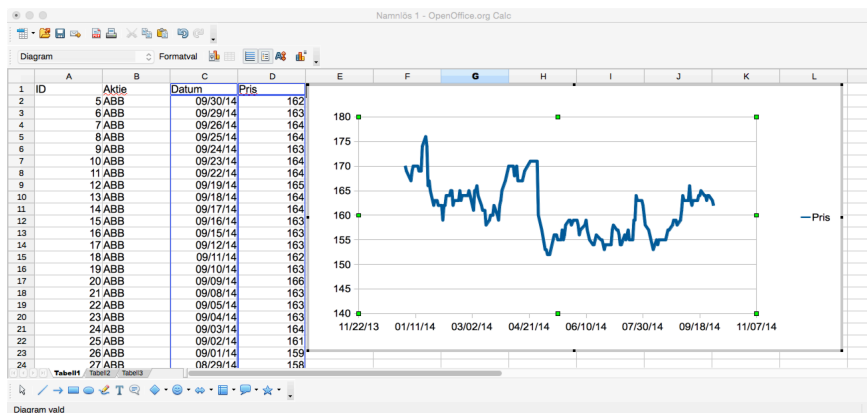 Namnlös 1 - OpenOffice.org Calc
Diagram Formatval
A B C D E F G H I J K L
1 ID Aktie Datum Pris
2 5 ABB 09/30/14 162
3 6 ABB 09/29/14 163
4 7 ABB 09/26/14 164
5 8 ABB 09/25/14 164
6 9 ABB 09/24/14 163
7 10 ABB 09/23/14 164
8 11 ABB 09/22/14 164
9 12 ABB 09/19/14 165
10 13 ABB 09/18/14 164
11 14 ABB 09/17/14 164
12 15 ABB 09/16/14 163
13 16 ABB 09/15/14 163
14 17 ABB 09/12/14 163
15 18 ABB 09/11/14 162
16 19 ABB 09/10/14 163
17 20 ABB 09/09/14 166
18 21 ABB 09/08/14 163
19 22 ABB 09/05/14 163
20 23 ABB 09/04/14 163
21 24 ABB 09/03/14 164
22 25 ABB 09/02/14 161
23 26 ABB 09/01/14 159
24 27 ABB 08/29/14 158
180
175
170
165
160
155
150
145
140
11/22/13 01/11/14 03/02/14 04/21/14 06/10/14 07/30/14 09/18/14 11/07/14
Pris
Tabell1 Tabell2 Tabell3
Diagram vald